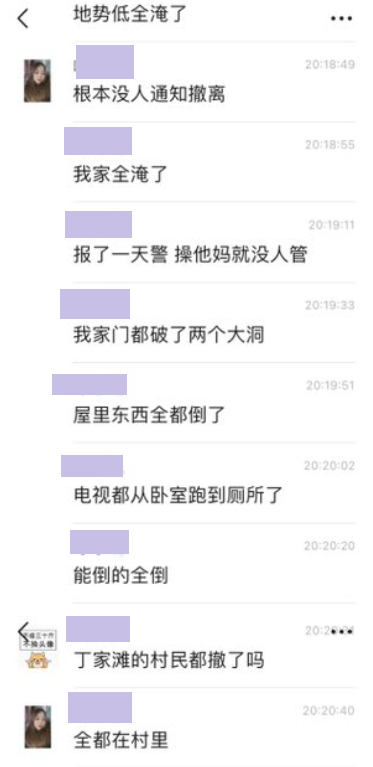 地势低全淹了
20:18:49
根本没人通知撤离
20:18:55
我家全淹了
20:19:11
报了一天警 操他妈就没人管
20:19:33
我家门都破了两个大洞
20:19:51
屋里东西全都倒了
20:20:02
电视都从卧室跑到厕所了
20:20:20
能倒的全倒
丁家滩的村民都撤了吗
20:20:40
全都在村里